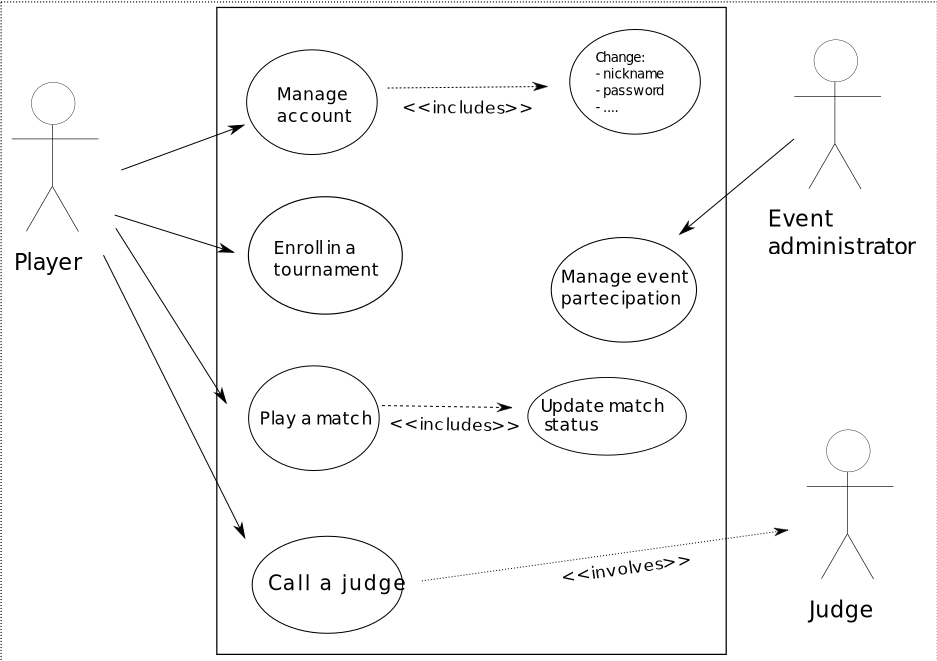 Manage
account
<<includes>>
Change:
- nickname
- password
- ....
Player
Event
administrator
Enroll in a
tournament
Manage event
partecipation
Play a match
<<includes>>
Update match
status
Call a judge
<<involves>>
Judge